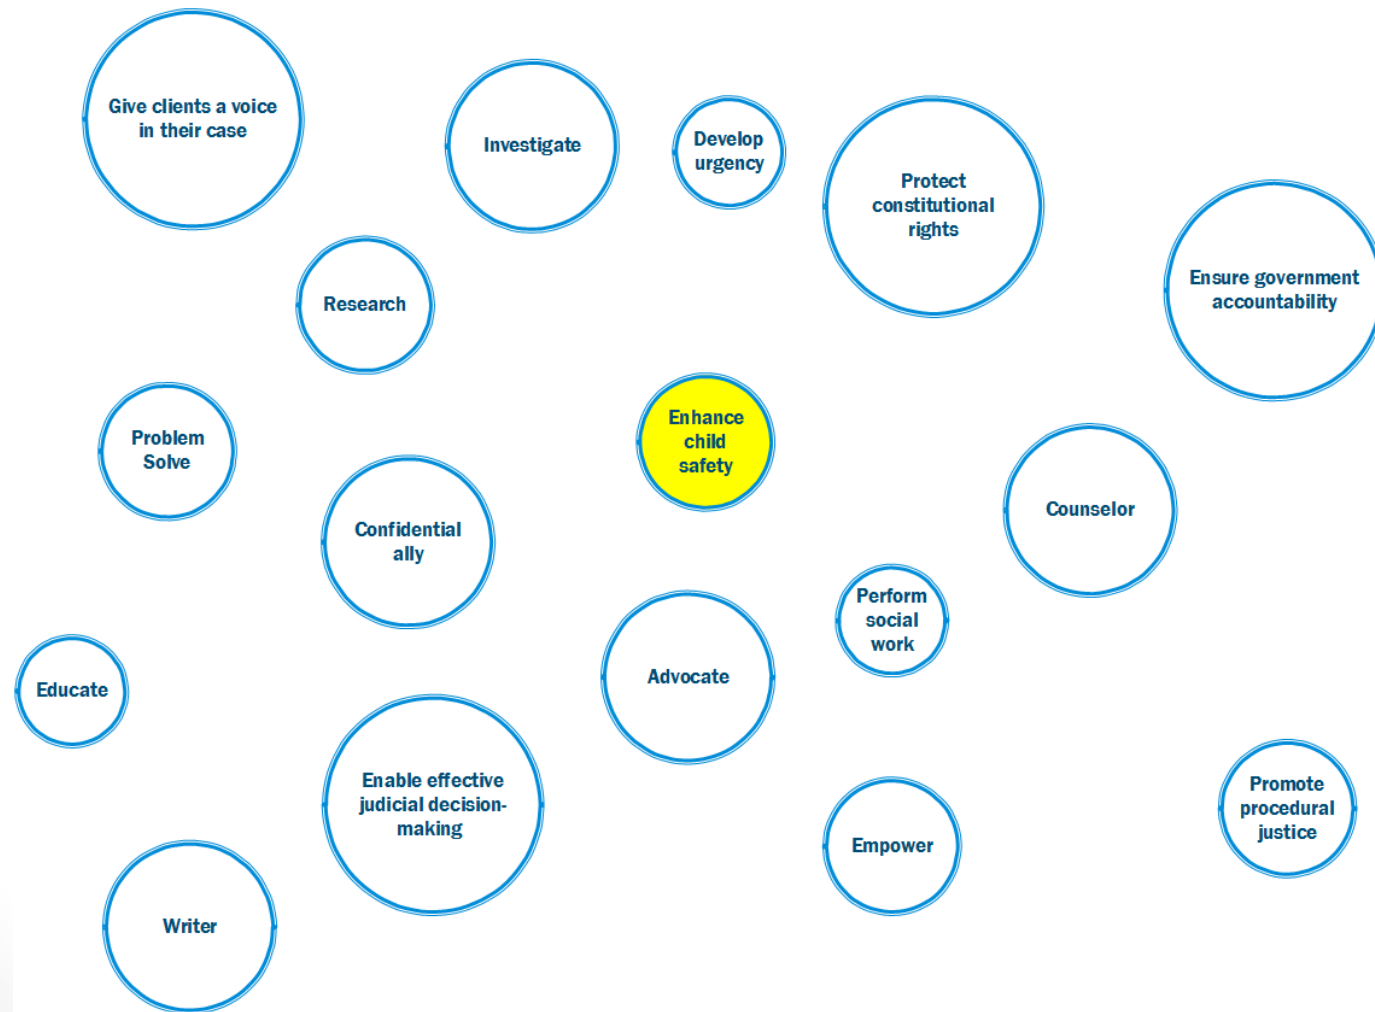 Give clients a voice
in their case
Investigate
Develop
urgency
Protect
constitutional
rights
Ensure government
accountability
Research
Problem
Solve
Enhance
child
safety
Confidential
ally
Counselor
Perform
social
work
Advocate
Educate
Enable effective
judicial decision-
making
Promote
procedural
justice
Empower
Writer